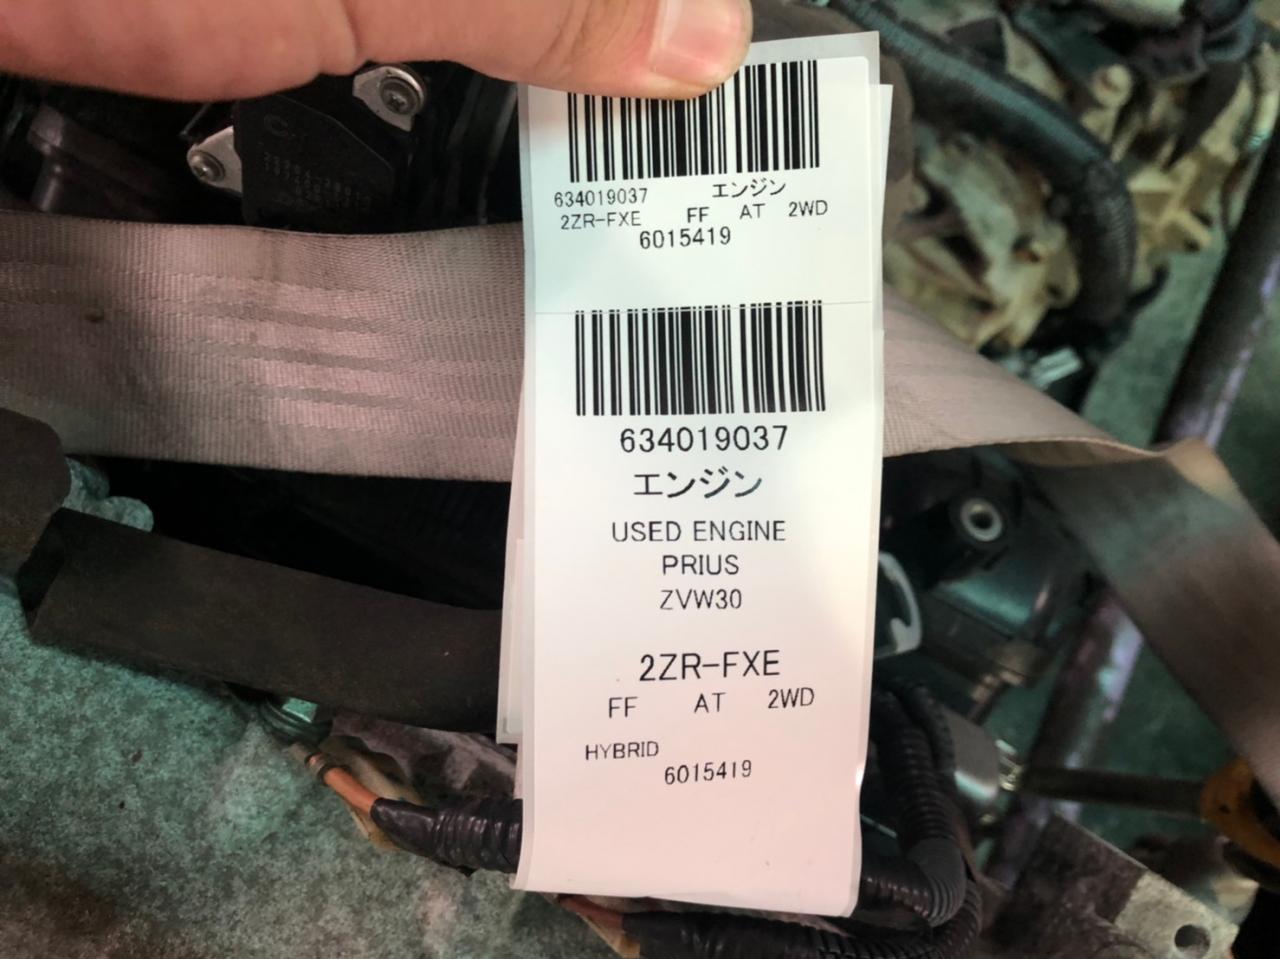 634019037 エンジン
2ZR-FXE FF AT 2WD
6015419
634019037
エンジン
USED ENGINE
PRIUS
ZVW30
2ZR-FXE
FF AT 2WD
HYBRID
6015419